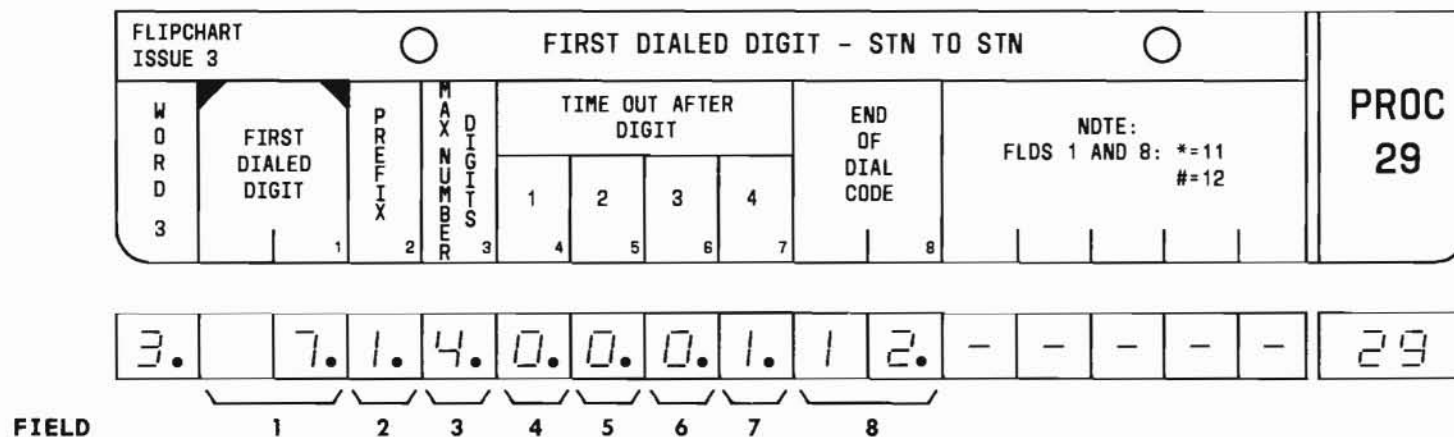 FLIPCHART
ISSUE 3
FIRST DIALED DIGIT - STN TO STN
PROC
29
WORD 3
FIRST
DIALED
DIGIT
1
PREFIX
2
MAX NUMBER
DIGITS
3
TIME OUT AFTER
DIGIT
1 2 3 4
4 5 6 7
END
OF
DIAL
CODE
8
NOTE:
FLDS 1 AND 8: *=11
#=12
3. 7. 1. 4. 0. 0. 0. 1. 1 2. - - - - - 29
FIELD 1 2 3 4 5 6 7 8